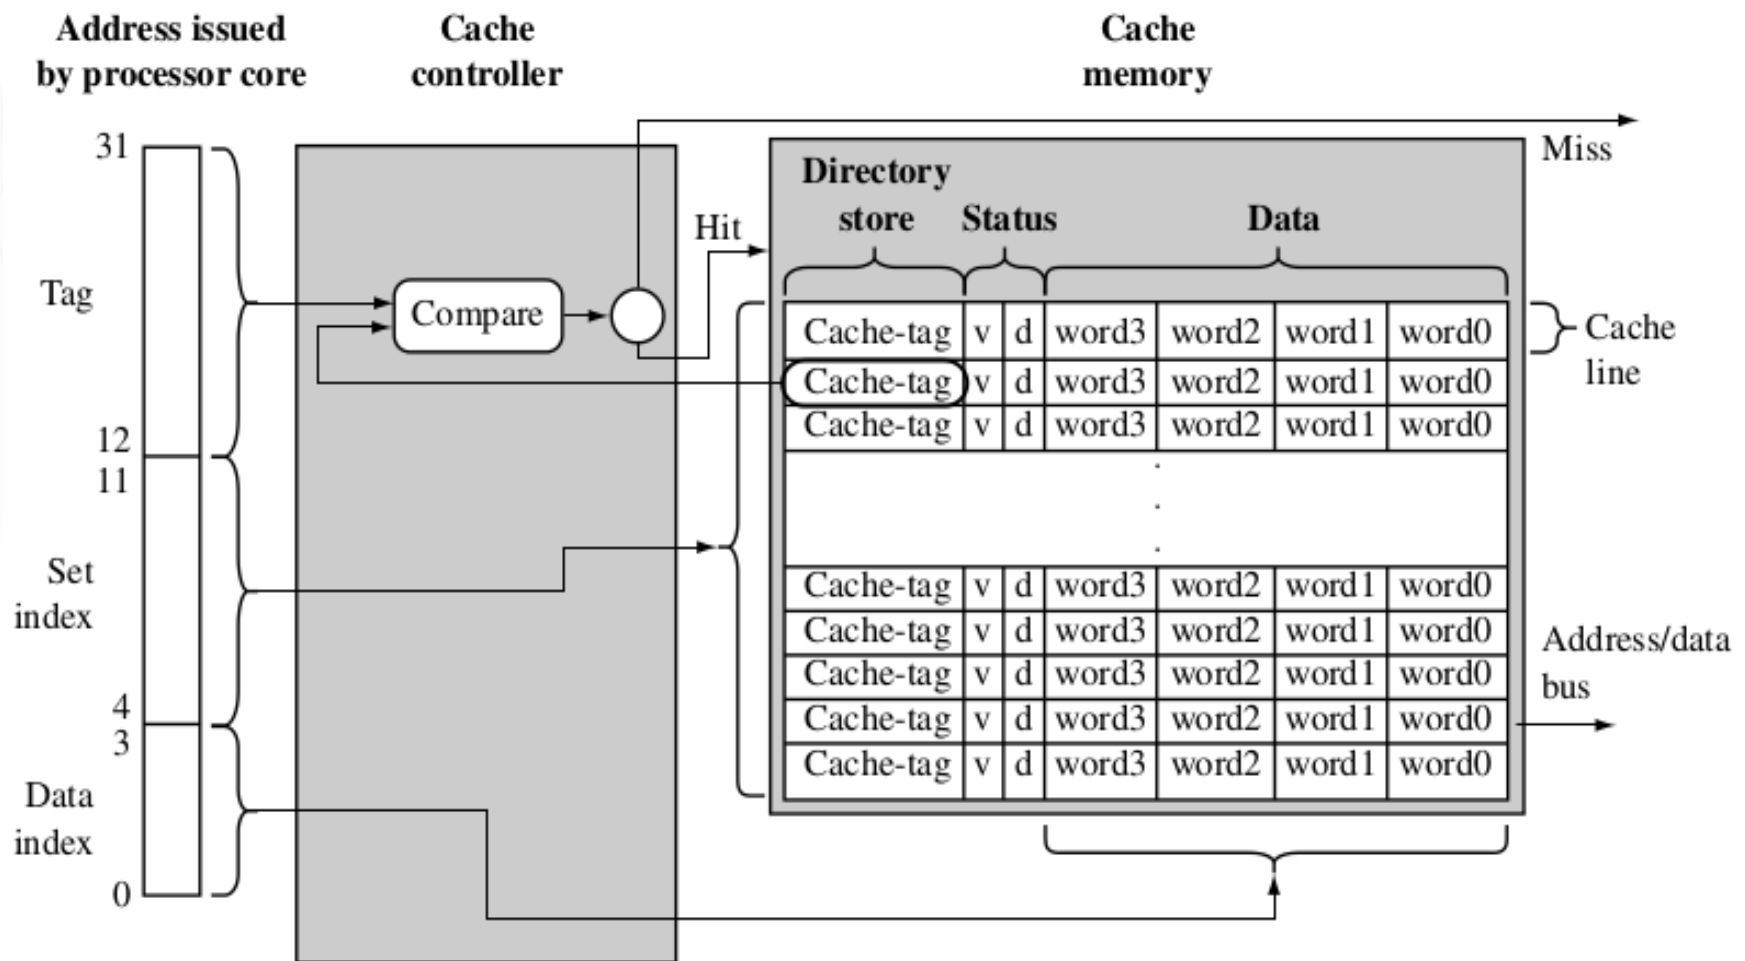 Address issued
by processor core
Cache
controller
Cache
memory
31
Tag
12
11
Set
index
4
3
Data
index
0
Compare
Hit
Miss
Directory
store
Status
Data
Cache-tag v d word3 word2 word1 word0
Cache-tag v d word3 word2 word1 word0
Cache-tag v d word3 word2 word1 word0
.
.
.
Cache-tag v d word3 word2 word1 word0
Cache-tag v d word3 word2 word1 word0
Cache-tag v d word3 word2 word1 word0
Cache-tag v d word3 word2 word1 word0
Cache-tag v d word3 word2 word1 word0
Cache
line
Address/data
bus